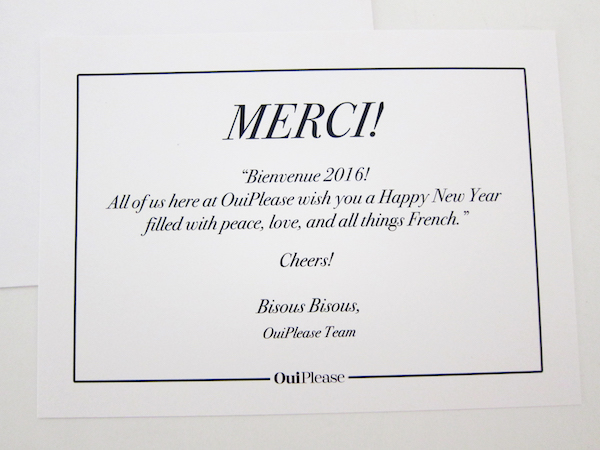 MERCI!
“Bienvenue 2016!
All of us here at OuiPlease wish you a Happy New Year
filled with peace, love, and all things French.”
Cheers!
Bisous Bisous,
OuiPlease Team
OuiPlease